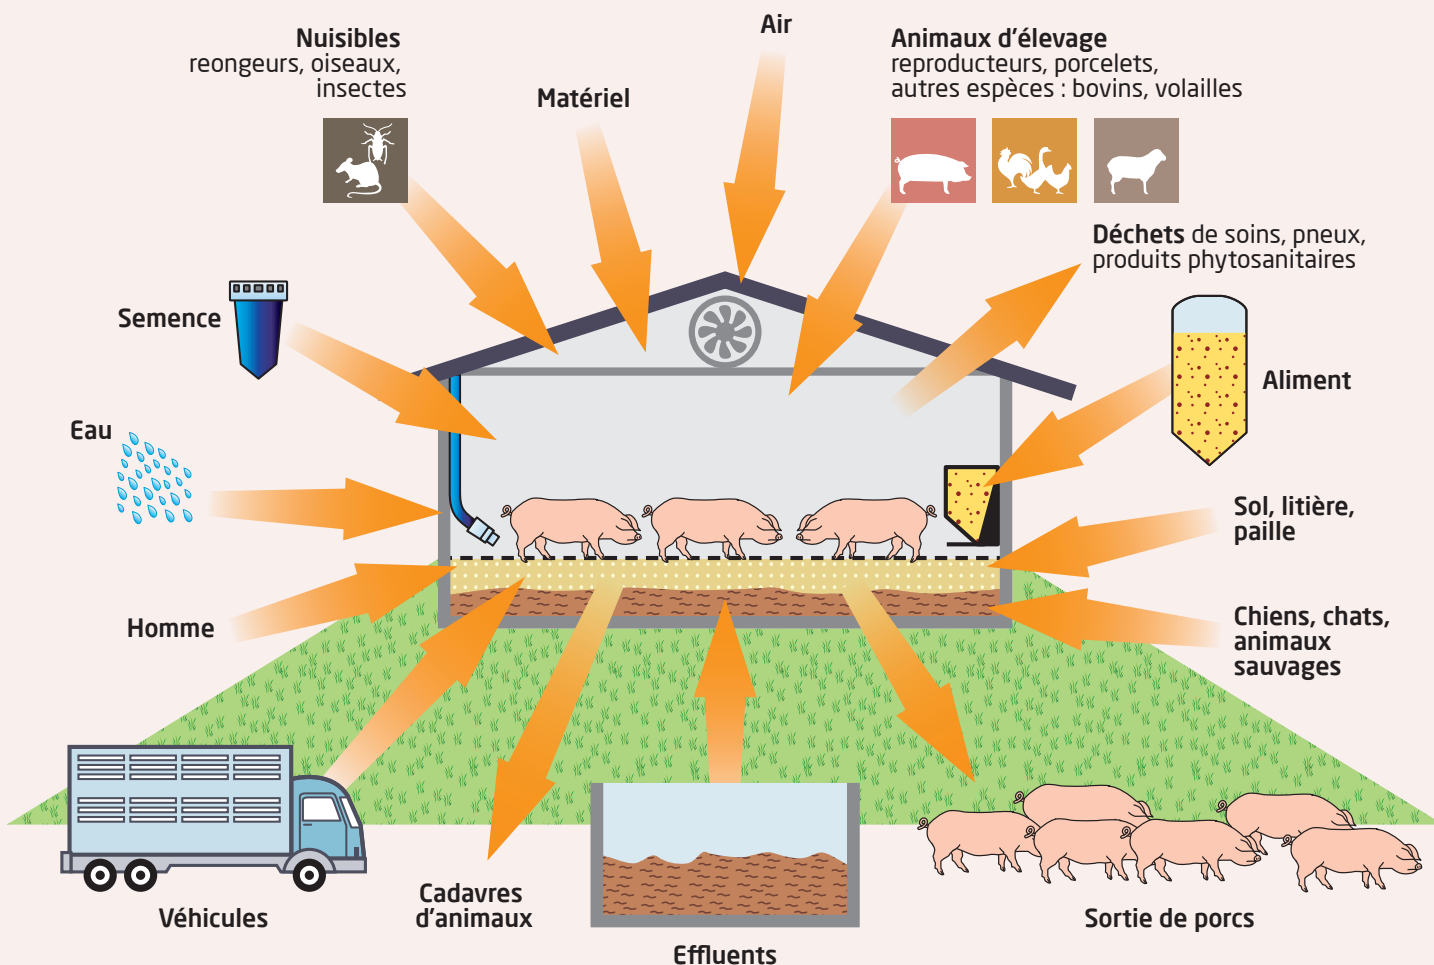 Air
Nuisibles
reongeurs, oiseaux,
insectes
Matériel
Animaux d'élevage
reproducteurs, porcelets,
autres espèces : bovins, volailles
Déchets de soins, pneux,
produits phytosanitaires
Semence
Aliment
Eau
Sol, litière,
paille
Homme
Chiens, chats,
animaux
sauvages
Véhicules
Cadavres
d'animaux
Effluents
Sortie de porcs